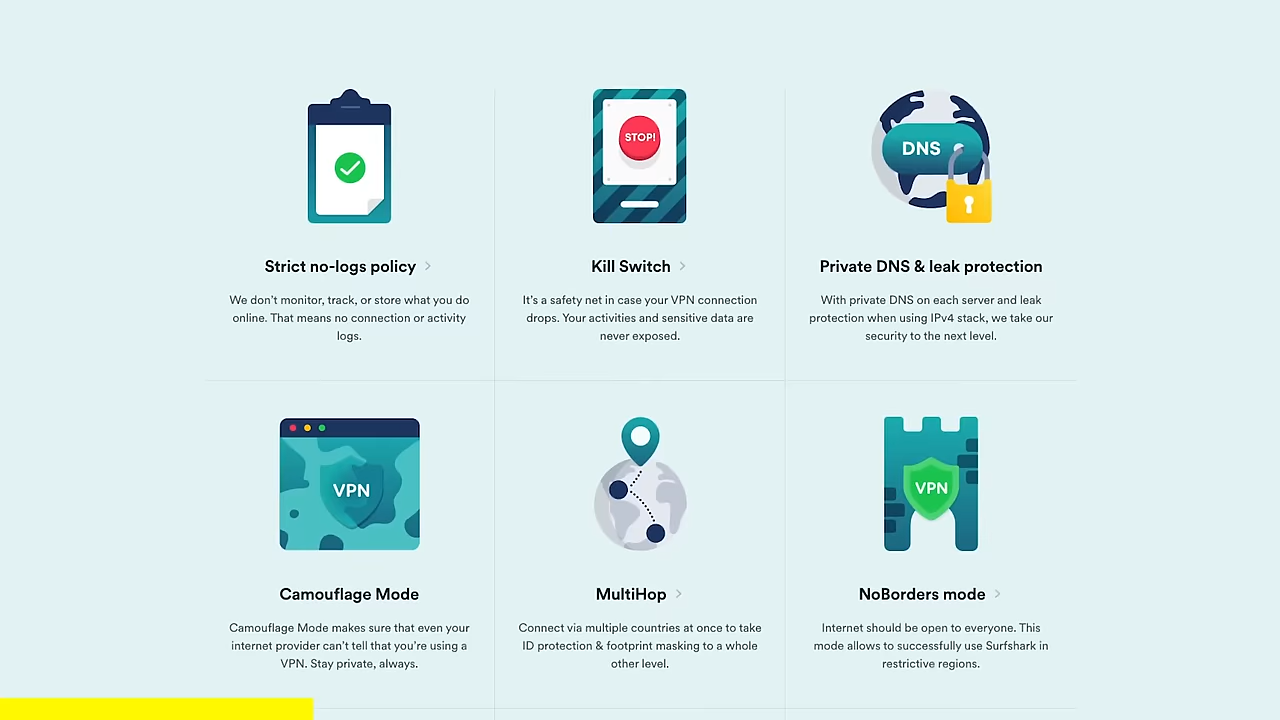 STOP!
DNS
Strict no-logs policy
Kill Switch
Private DNS & leak protection
We don't monitor, track, or store what you do
online. That means no connection or activity
logs.
It's a safety net in case your VPN connection
drops. Your activities and sensitive data are
never exposed.
With private DNS on each server and leak
protection when using IPv4 stack, we take our
security to the next level.
VPN
VPN
Camouflage Mode
MultiHop
NoBorders mode
Camouflage Mode makes sure that even your
internet provider can't tell that you're using a
VPN. Stay private, always.
Connect via multiple countries at once to take
ID protection & footprint masking to a whole
other level.
Internet should be open to everyone. This
mode allows to successfully use Surfshark in
restrictive regions.